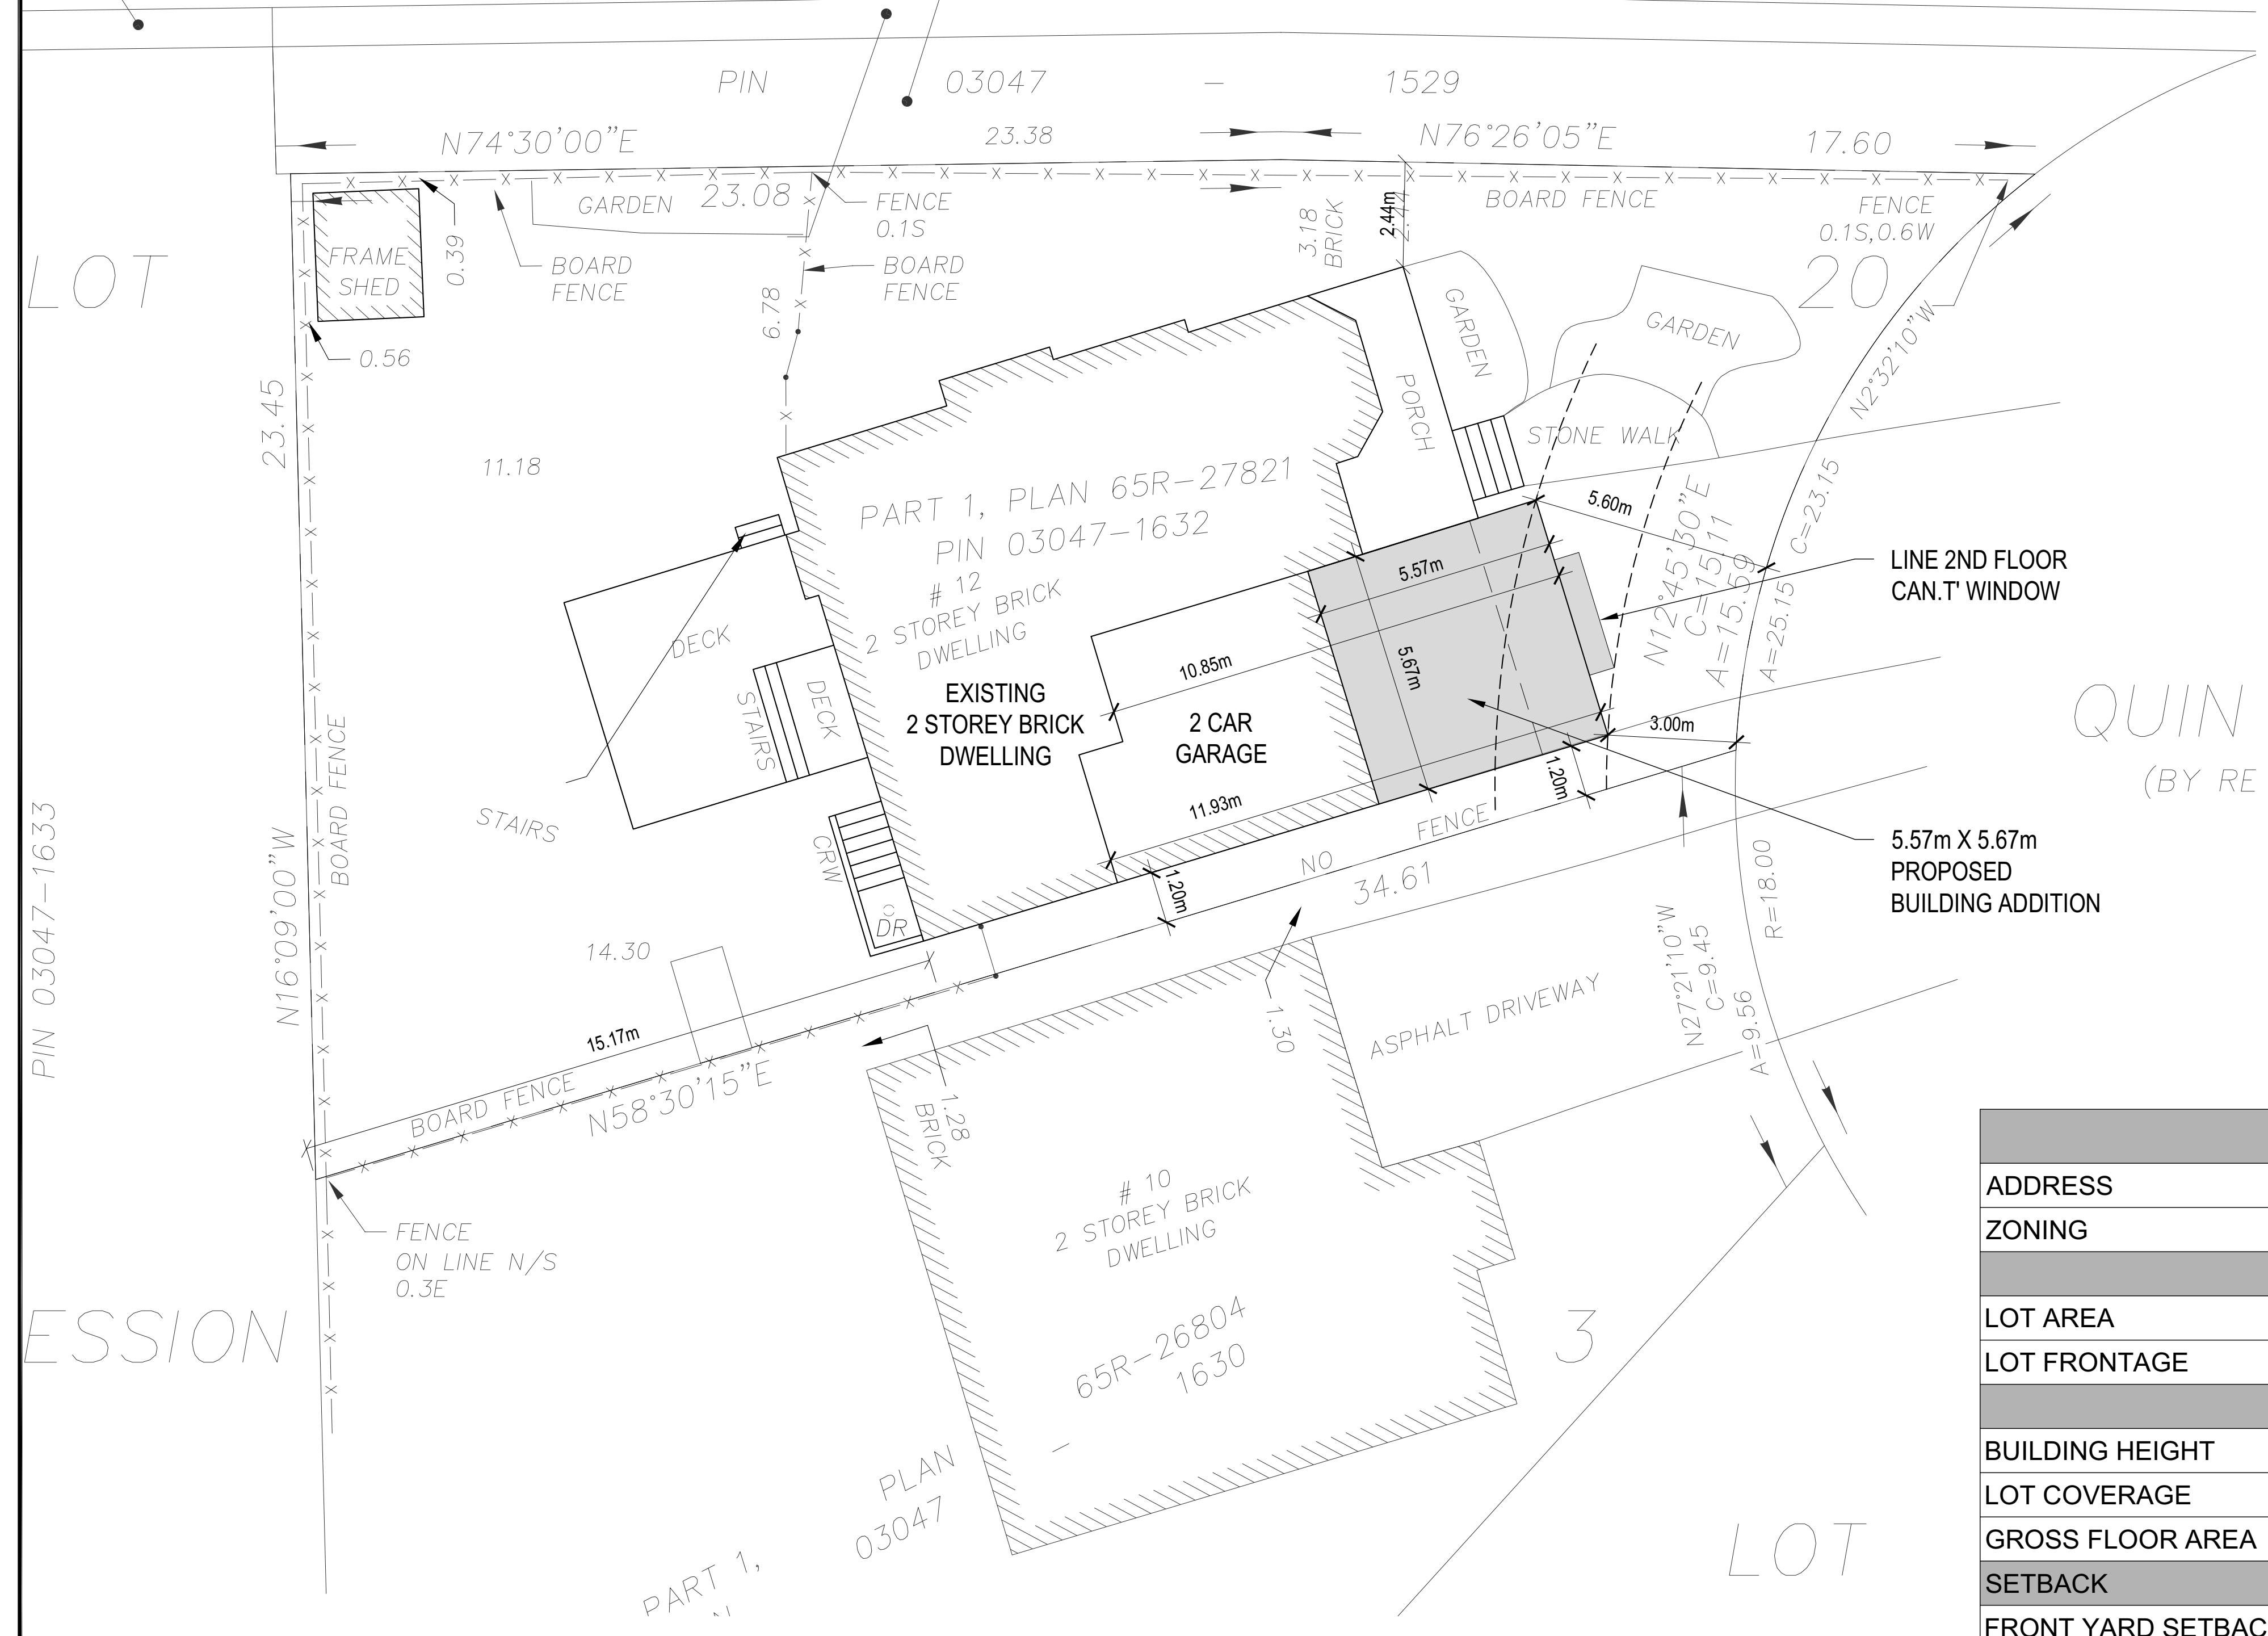 PIN 03047 - 1529
N74°30'00"E
23.38
N76°26'05"E
17.60
GARDEN
23.08
FENCE
0.1S
3.18
BRICK
2.44m
BOARD FENCE
FENCE
0.1S,0.6W
LOT
FRAME
SHED
0.39
BOARD
FENCE
6.78
BOARD
FENCE
20
0.56
GARDEN
GARDEN
N2°32'10"W
23.45
11.18
PORCH
STONE WALK
PART 1, PLAN 65R-27821
PIN 03047-1632
# 12
2 STOREY BRICK
DWELLING
5.60m
C=23.15
N12°45'30"E
C=15.11
A=15.59
A=25.15
5.57m
LINE 2ND FLOOR
CAN.T' WINDOW
DECK
DECK
STAIRS
10.85m
5.67m
EXISTING
2 STOREY BRICK
DWELLING
2 CAR
GARAGE
3.00m
QUIN
(BY RE
BOARD FENCE
STAIRS
CRW
DR
11.93m
1.20m
1.20m
NO FENCE
34.61
5.57m X 5.67m
PROPOSED
BUILDING ADDITION
PIN 03047-1633
N16°09'00"W
14.30
15.17m
1.30
ASPHALT DRIVEWAY
R=18.00
N27°21'10"W
C=9.45
A=9.56
BOARD FENCE
N58°30'15"E
1.28
BRICK
FENCE
ON LINE N/S
0.3E
# 10
2 STOREY BRICK
DWELLING
ESSION
3
65R-26804
1630
PLAN -
03047
PART 1,
LOT
ADDRESS
ZONING
LOT AREA
LOT FRONTAGE
BUILDING HEIGHT
LOT COVERAGE
GROSS FLOOR AREA
SETBACK
FRONT YARD SETBAC